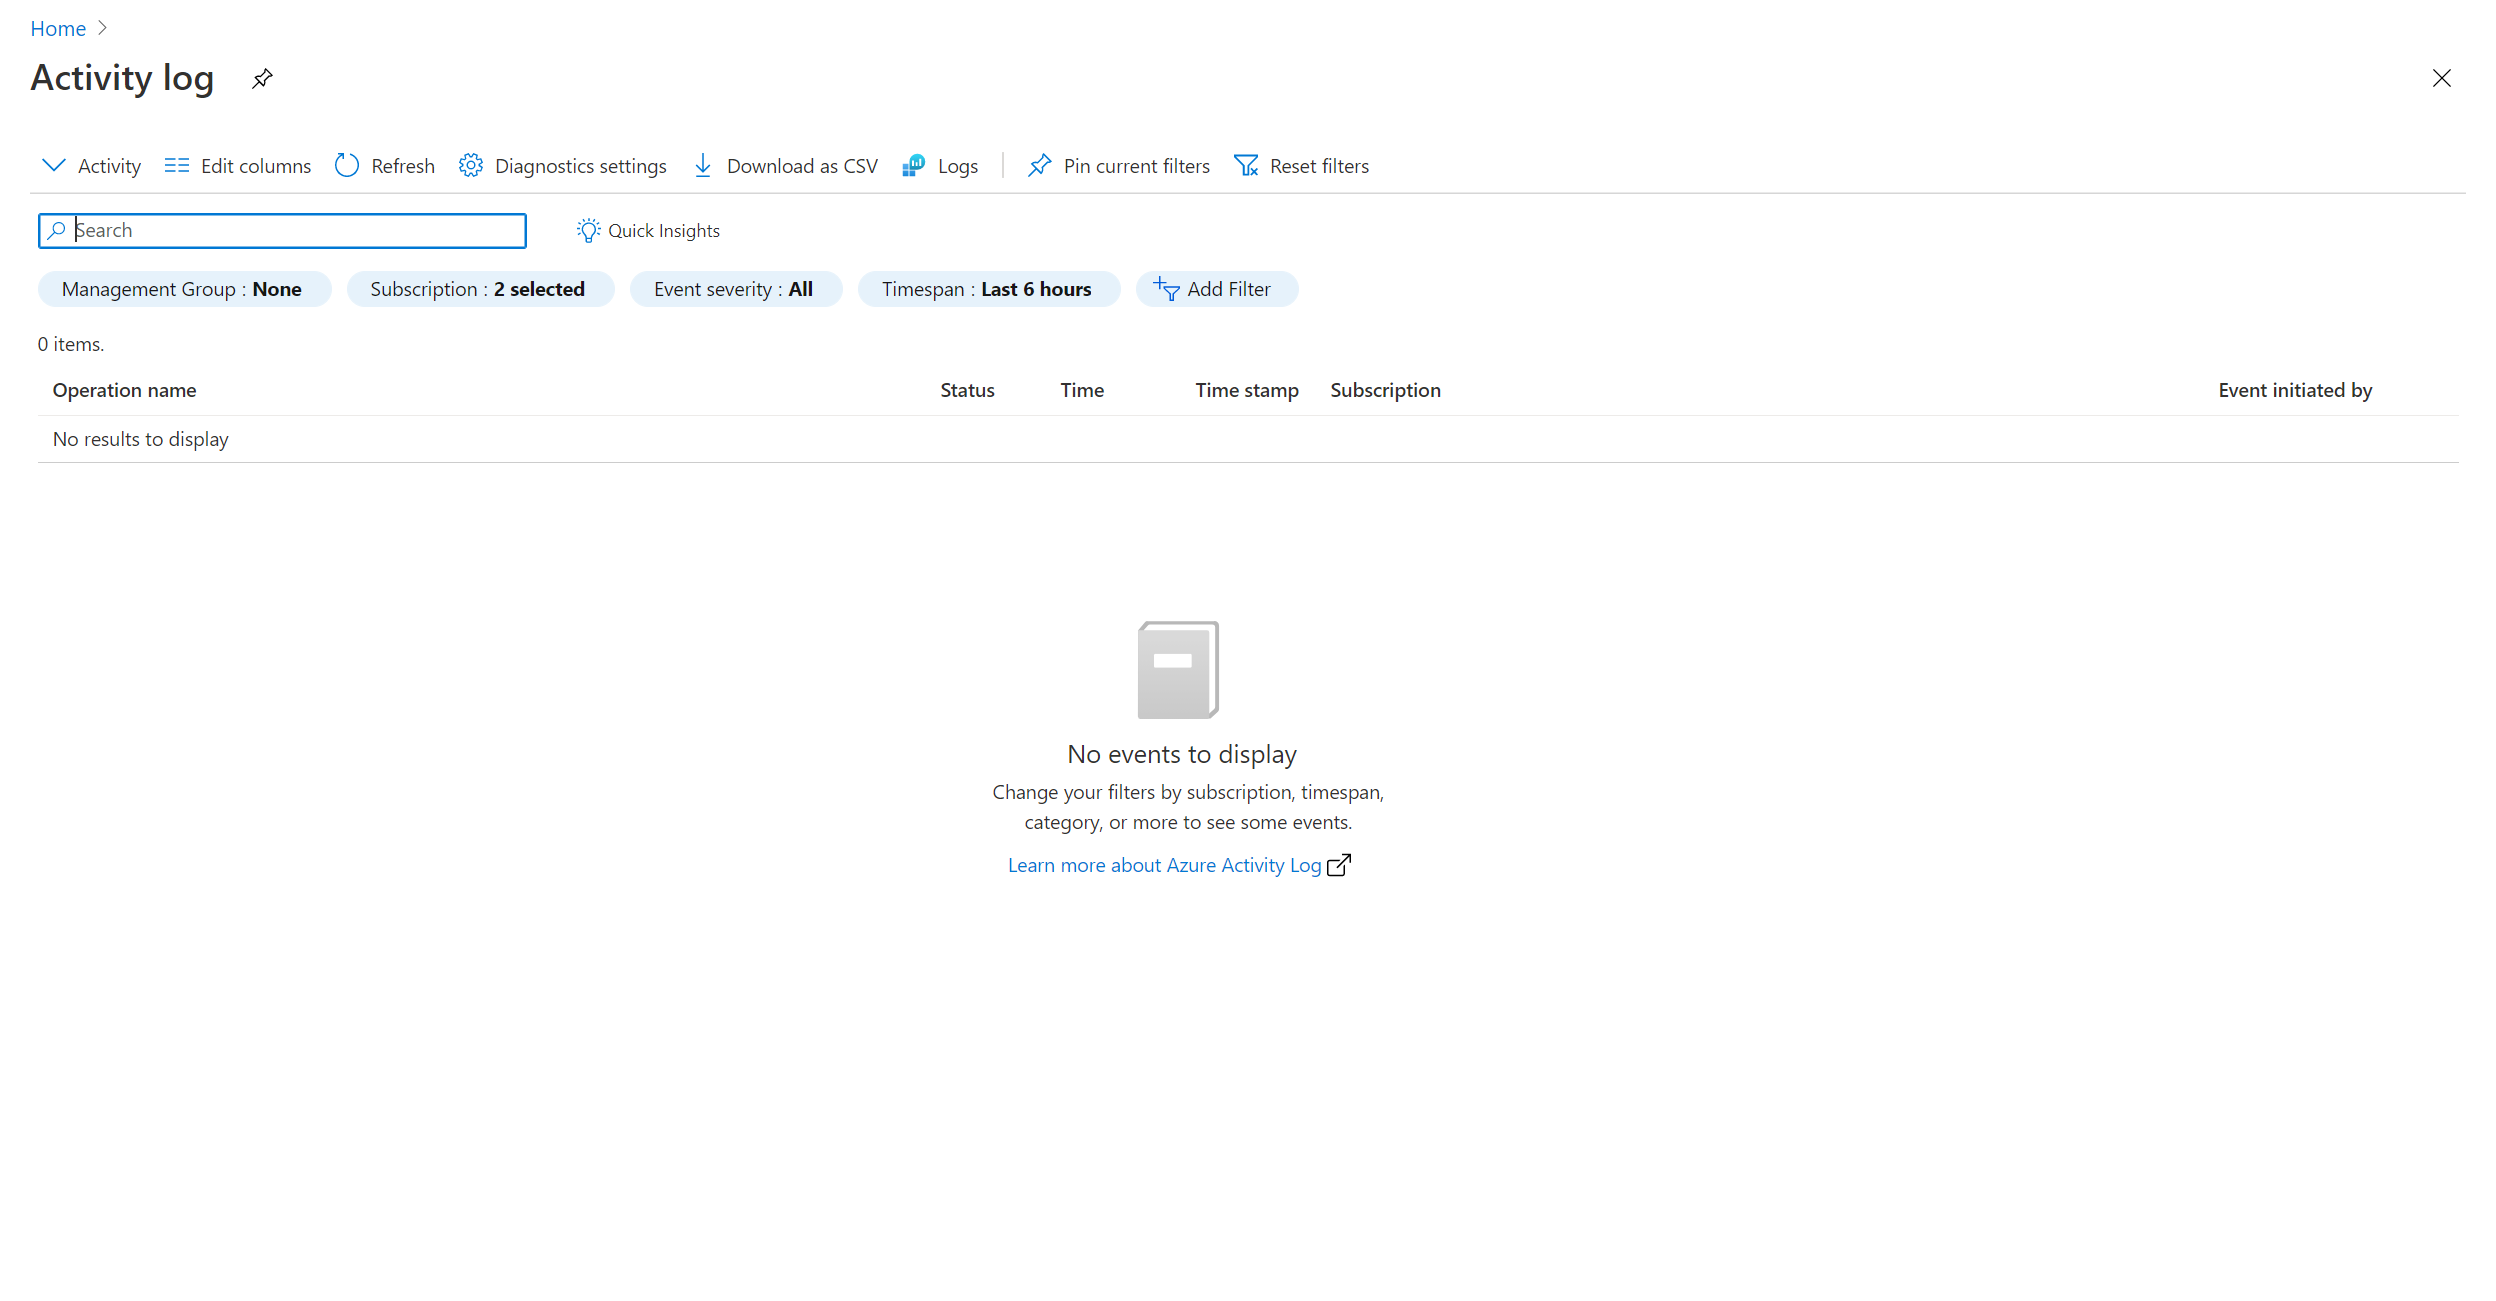 Home
Activity log
Activity Edit columns Refresh Diagnostics settings Download as CSV Logs Pin current filters Reset filters
Search Quick Insights
Management Group : None Subscription : 2 selected Event severity : All Timespan : Last 6 hours Add Filter
0 items.
Operation name Status Time Time stamp Subscription Event initiated by
No results to display
No events to display
Change your filters by subscription, timespan,
category, or more to see some events.
Learn more about Azure Activity Log